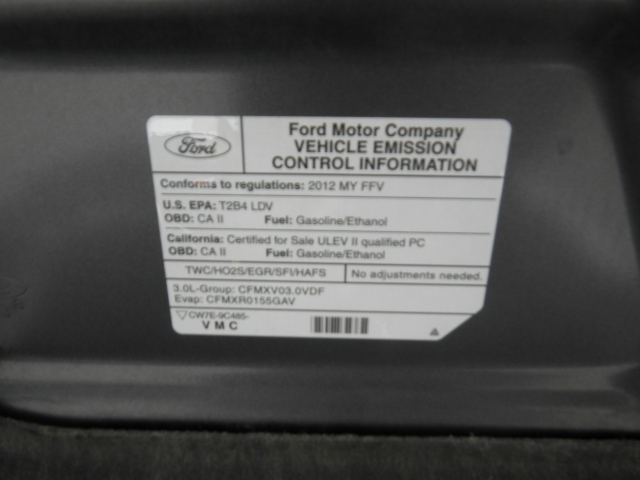 Ford
Ford Motor Company
VEHICLE EMISSION
CONTROL INFORMATION
Conforms to regulations: 2012 MY FFV
U.S. EPA: T2B4 LDV
OBD: CA II Fuel: Gasoline/Ethanol
California: Certified for Sale ULEV II qualified PC
OBD: CA II Fuel: Gasoline/Ethanol
TWC/HO2S/EGR/SFI/HAFS No adjustments needed.
3.0L-Group: CFMXV03.0VDF
Evap: CFMXR0155GAV
CW7E-9C485-
V M C